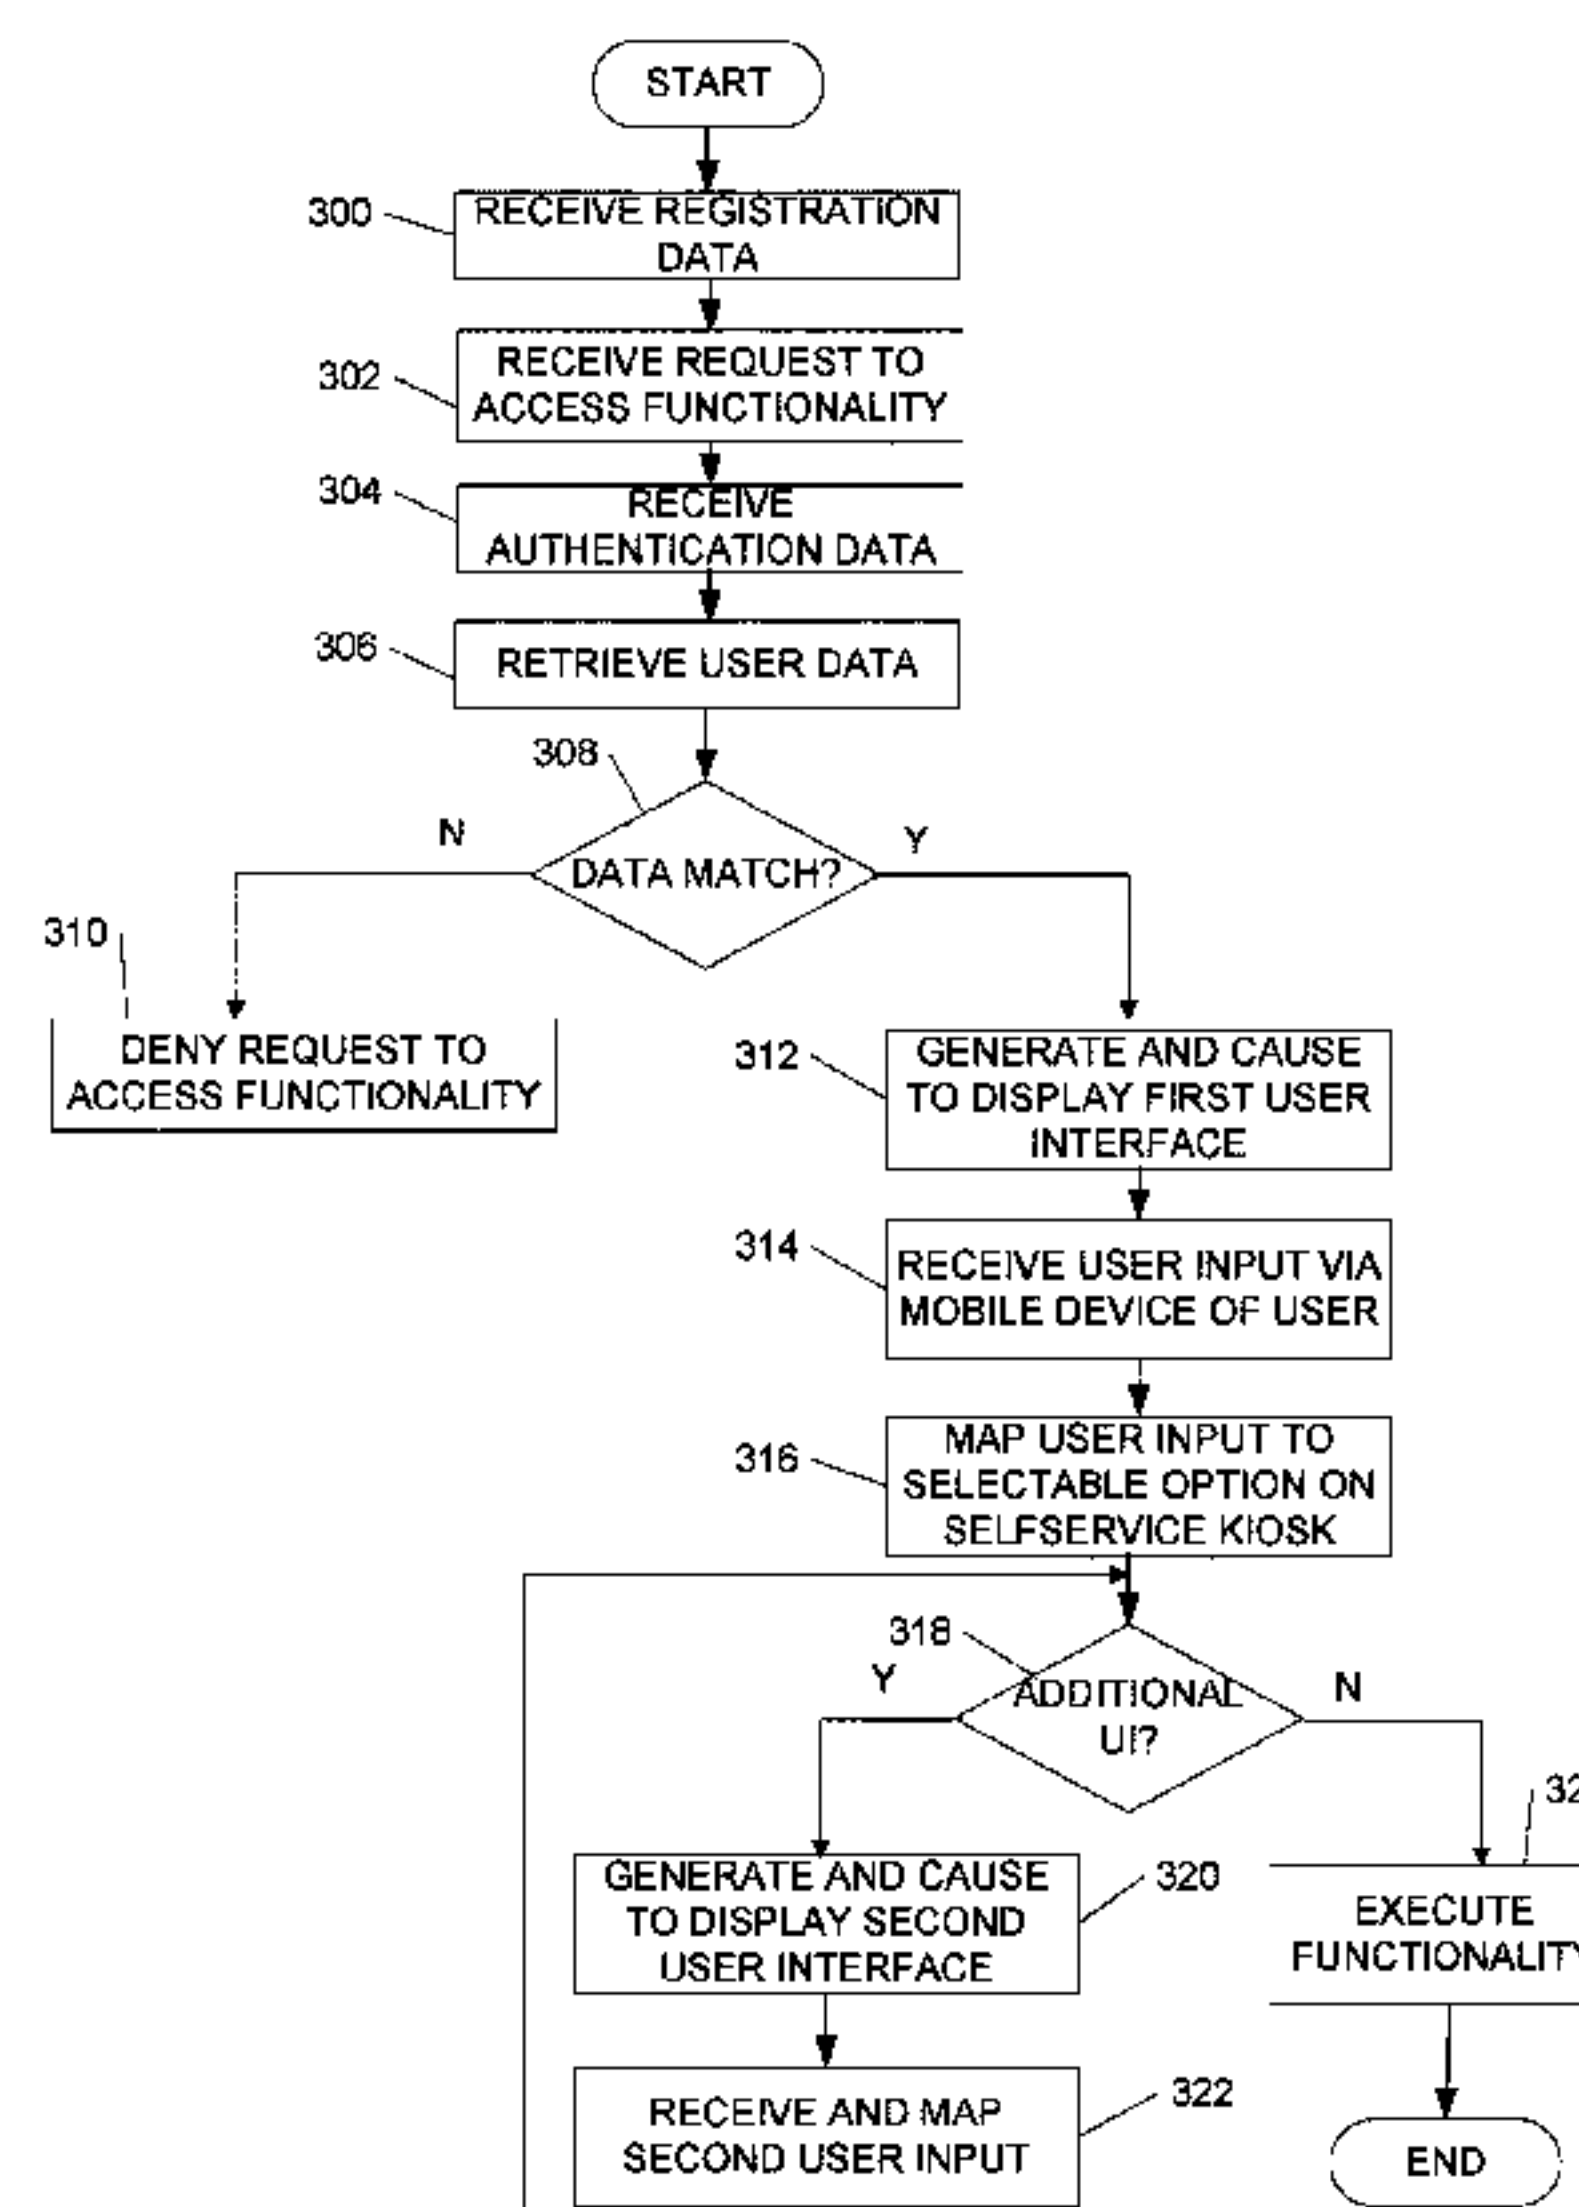 START
300
RECEIVE REGISTRATION
DATA
302
RECEIVE REQUEST TO
ACCESS FUNCTIONALITY
304
RECEIVE
AUTHENTICATION DATA
306
RETRIEVE USER DATA
308
N
Y
DATA MATCH?
310
DENY REQUEST TO
ACCESS FUNCTIONALITY
312
GENERATE AND CAUSE
TO DISPLAY FIRST USER
INTERFACE
314
RECEIVE USER INPUT VIA
MOBILE DEVICE OF USER
316
MAP USER INPUT TO
SELECTABLE OPTION ON
SELFSERVICE KIOSK
318
Y
N
ADDITIONAL
UI?
320
GENERATE AND CAUSE
TO DISPLAY SECOND
USER INTERFACE
EXECUTE
FUNCTIONALITY
322
RECEIVE AND MAP
SECOND USER INPUT
END